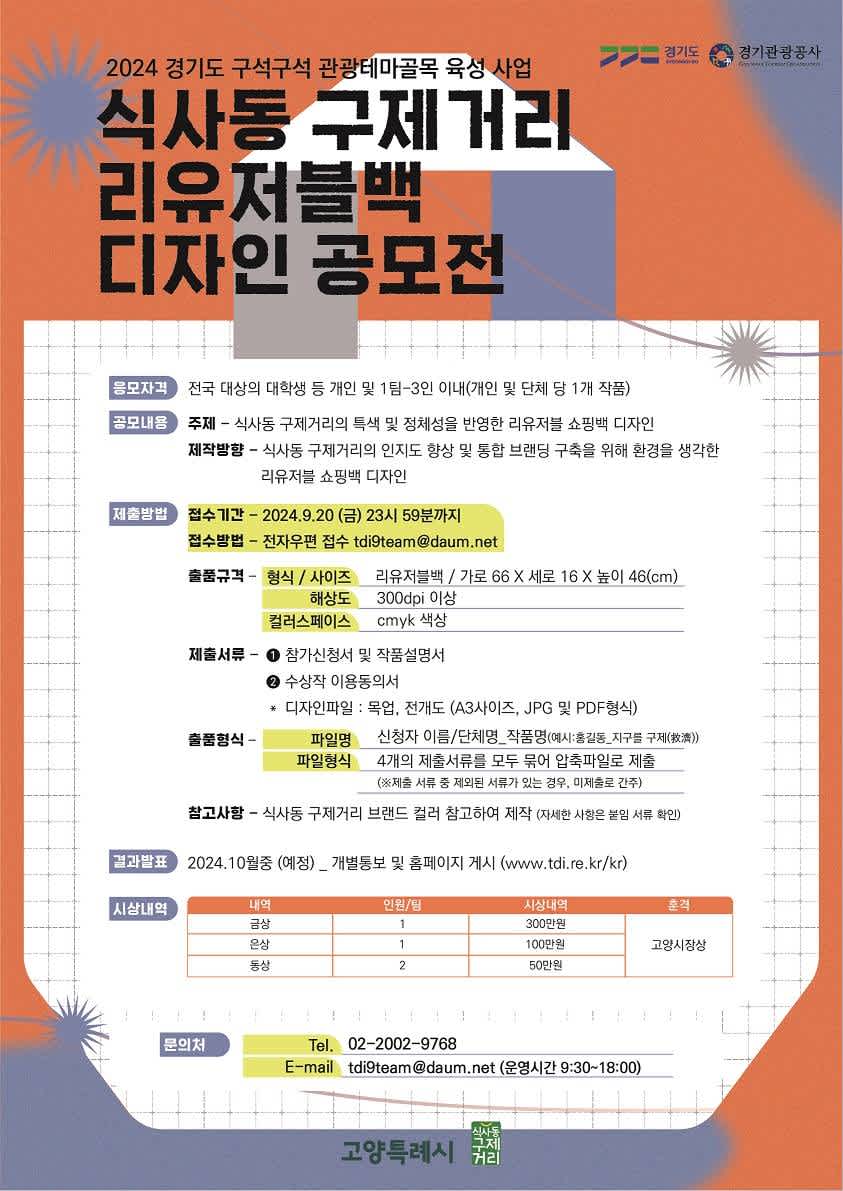 2024 경기도 구석구석 관광테마골목 육성 사업
경기도
경기관광공사
식사동 구제거리
리유저블백
디자인 공모전
응모자격 전국 대상의 대학생 등 개인 및 1팀-3인 이내(개인 및 단체 당 1개 작품)
공모내용 주제 - 식사동 구제거리의 특색 및 정체성을 반영한 리유저블 쇼핑백 디자인
제작방향 - 식사동 구제거리의 인지도 향상 및 통합 브랜딩 구축을 위해 환경을 생각한
리유저블 쇼핑백 디자인
제출방법 접수기간 - 2024.9.20 (금) 23시 59분까지
접수방법 - 전자우편 접수 tdi9team@daum.net
출품규격 - 형식 / 사이즈 리유저블백 / 가로 66 X 세로 16 X 높이 46(cm)
해상도 300dpi 이상
컬러스페이스 cmyk 색상
제출서류 - ❶ 참가신청서 및 작품설명서
❷ 수상작 이용동의서
* 디자인파일 : 목업, 전개도 (A3사이즈, JPG 및 PDF형식)
출품형식 - 파일명 신청자 이름/단체명_작품명(예시:홍길동_지구를 구제(救濟))
파일형식 4개의 제출서류를 모두 묶어 압축파일로 제출
(※제출 서류 중 제외된 서류가 있는 경우, 미제출로 간주)
참고사항 - 식사동 구제거리 브랜드 컬러 참고하여 제작 (자세한 사항은 붙임 서류 확인)
결과발표 2024.10월중 (예정) _ 개별통보 및 홈페이지 게시 (www.tdi.re.kr/kr)
시상내역 내역 인원/팀 시상내역 훈격
금상 1 300만원
은상 1 100만원 고양시장상
동상 2 50만원
문의처 Tel. 02-2002-9768
E-mail tdi9team@daum.net (운영시간 9:30~18:00)
고양특례시
식사동
구제
거리